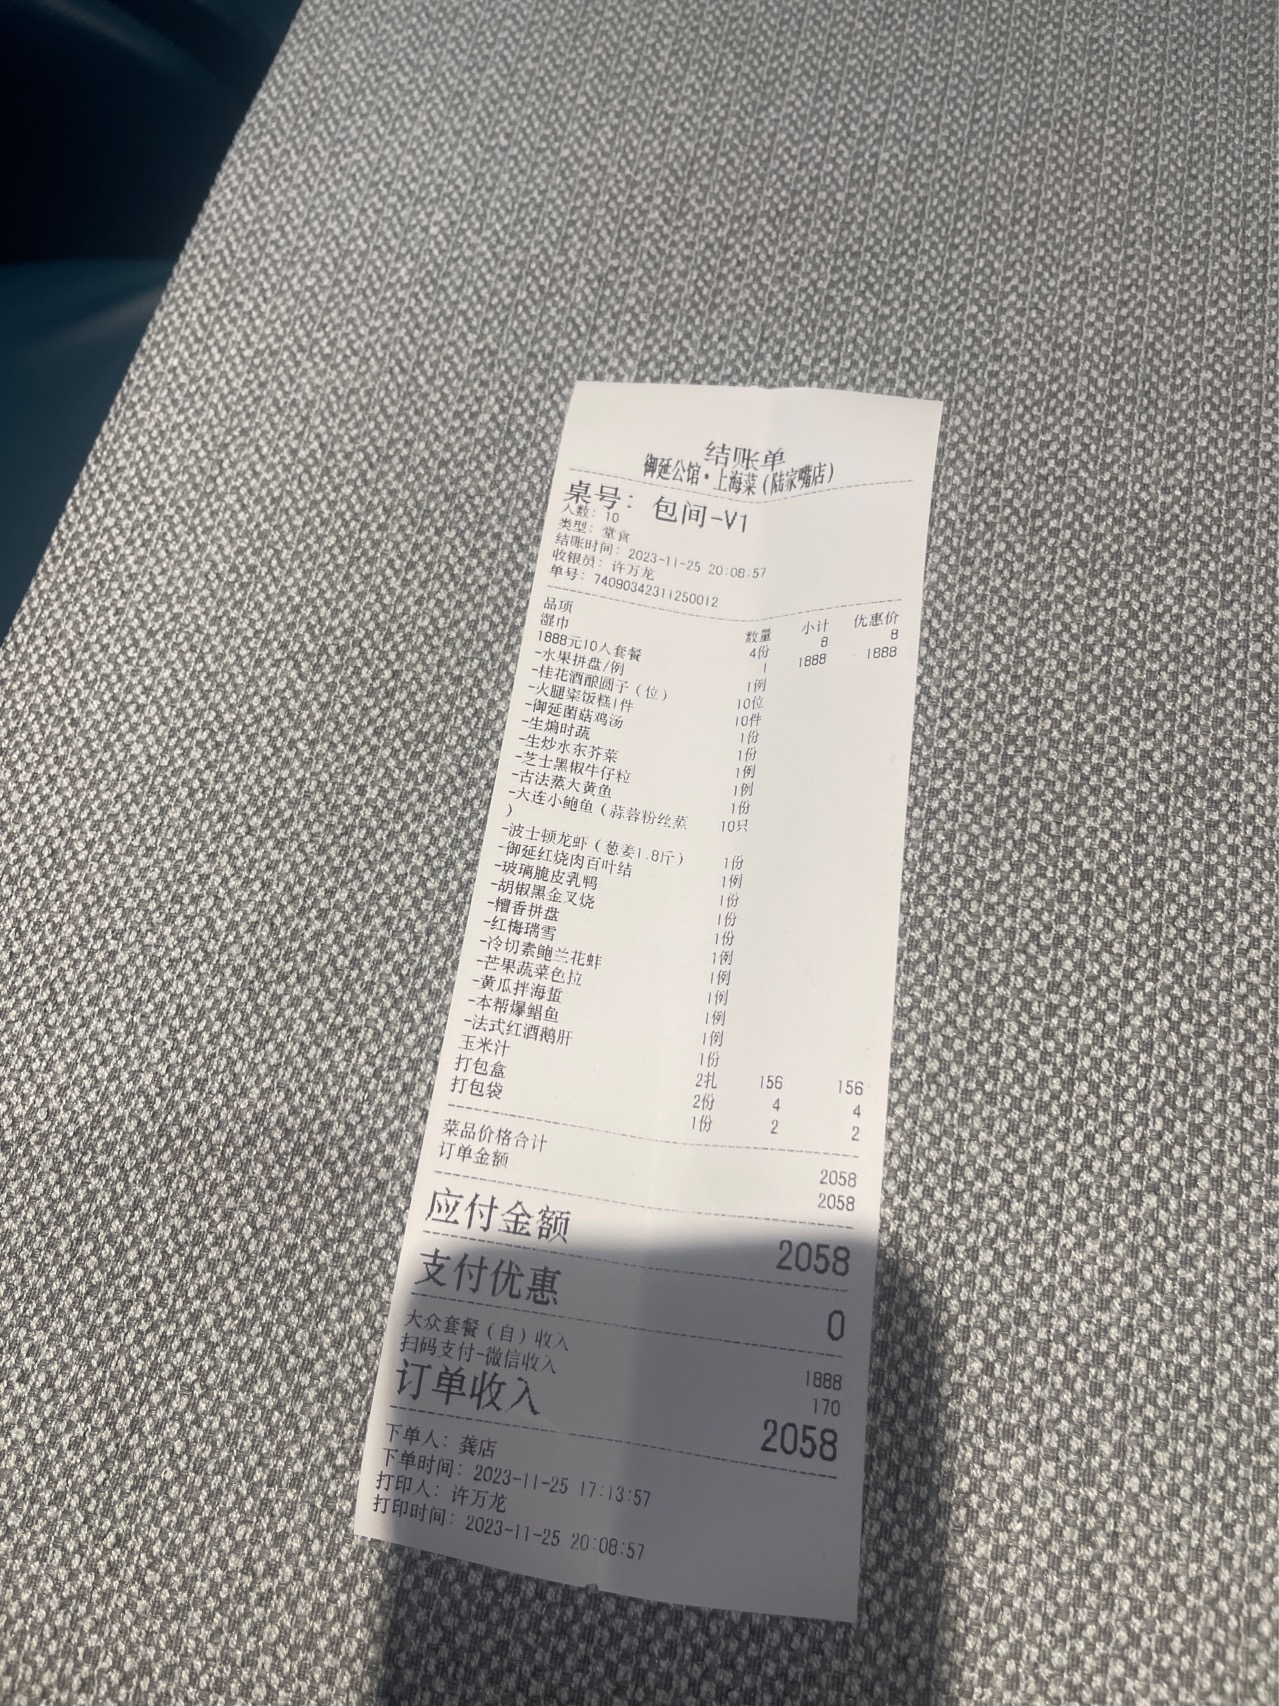 结账单
御延公馆·上海菜(陆家嘴店)
桌号: 包间-V1
人数: 10
类型: 堂食
结账时间: 2023-11-25 20:08:57
收银员: 许万龙
单号: 74090342311250012
品项 数量 小计 优惠价
湿巾 4份 8 8
1888元10人套餐 1 1888 1888
-水果拼盘/例 1例
-桂花酒酿圆子(位) 10位
-火腿粢饭糕1件 10件
-御延菌菇鸡汤 1份
-生煸时蔬 1份
-生炒水东芥菜 1例
-芝士黑椒牛仔粒 1例
-古法蒸大黄鱼 1份
-大连小鲍鱼(蒜蓉粉丝蒸 10只
)
-波士顿龙虾(葱姜1.8斤) 1份
-御延红烧肉百叶结 1例
-玻璃脆皮乳鸭 1份
-胡椒黑金叉烧 1份
-糟香拼盘 1份
-红梅瑞雪 1例
-冷切素鲍兰花蚌 1例
-芒果蔬菜色拉 1例
-黄瓜拌海蜇 1例
-本帮爆鲳鱼 1例
-法式红酒鹅肝 1份
玉米汁 2扎 156 156
打包盒 2份 4 4
打包袋 1份 2 2
菜品价格合计 2058
订单金额 2058
应付金额 2058
支付优惠 0
大众套餐(自)收入 1888
扫码支付-微信收入 170
订单收入 2058
下单人: 龚店
下单时间: 2023-11-25 17:13:57
打印人: 许万龙
打印时间: 2023-11-25 20:08:57